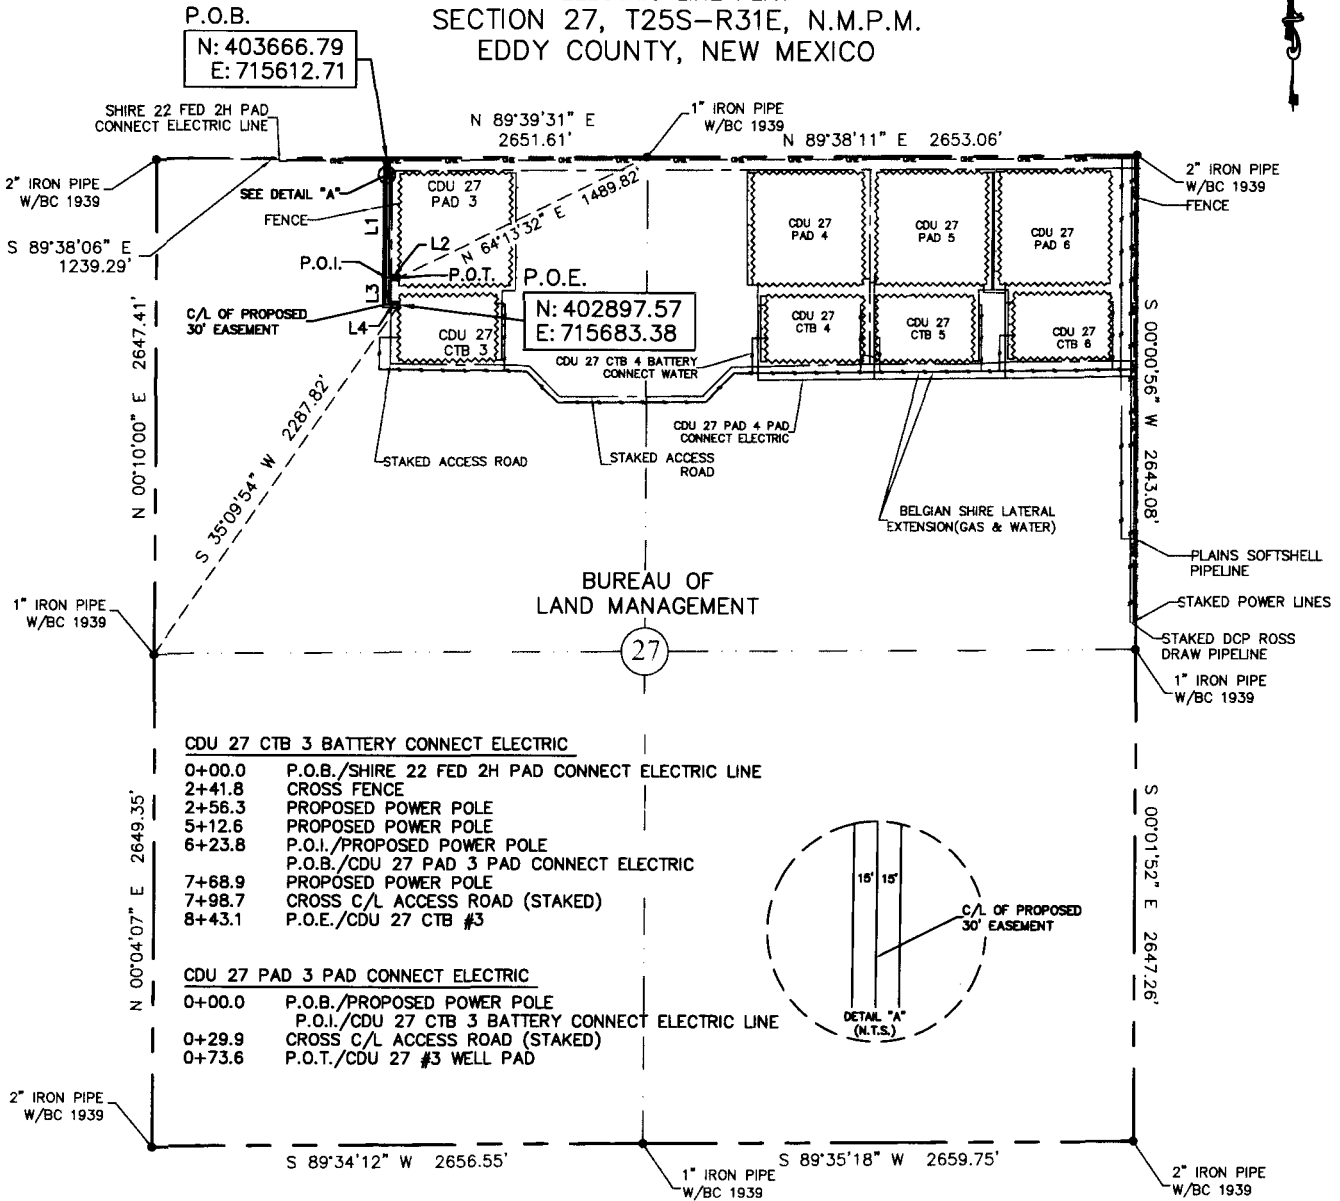 P.O.B.
SECTION 27, T25S-R31E, N.M.P.M.
EDDY COUNTY, NEW MEXICO
N: 403666.79
E: 715612.71
SHIRE 22 FED 2H PAD
CONNECT ELECTRIC LINE
N 89°39'31" E
2651.61'
1" IRON PIPE
W/BC 1939
N 89°38'11" E 2653.06'
2" IRON PIPE
W/BC 1939
2" IRON PIPE
W/BC 1939
FENCE
SEE DETAIL "A"
FENCE
CDU 27
PAD 3
CDU 27
PAD 4
CDU 27
PAD 5
CDU 27
PAD 6
S 89°38'06" E
1239.29'
L1
L2
N 64°13'32" E 1489.82'
P.O.I.
P.O.T.
P.O.E.
L3
N: 402897.57
E: 715683.38
C/L OF PROPOSED
30' EASEMENT
L4
CDU 27
CTB 3
CDU 27
CTB 4
CDU 27
CTB 5
CDU 27
CTB 6
CDU 27 CTB 4 BATTERY
CONNECT WATER
N 00°10'00" E 2647.41'
S 35°09'54" W 2287.82'
S 00°00'56" W 2643.08'
CDU 27 PAD 4 PAD
CONNECT ELECTRIC
STAKED ACCESS ROAD
STAKED ACCESS
ROAD
BELGIAN SHIRE LATERAL
EXTENSION(GAS & WATER)
PLAINS SOFTSHELL
PIPELINE
BUREAU OF
LAND MANAGEMENT
STAKED POWER LINES
1" IRON PIPE
W/BC 1939
27
STAKED DCP ROSS
DRAW PIPELINE
1" IRON PIPE
W/BC 1939
CDU 27 CTB 3 BATTERY CONNECT ELECTRIC
0+00.0 P.O.B./SHIRE 22 FED 2H PAD CONNECT ELECTRIC LINE
2+41.8 CROSS FENCE
2+56.3 PROPOSED POWER POLE
5+12.6 PROPOSED POWER POLE
6+23.8 P.O.I./PROPOSED POWER POLE
P.O.B./CDU 27 PAD 3 PAD CONNECT ELECTRIC
7+68.9 PROPOSED POWER POLE
7+98.7 CROSS C/L ACCESS ROAD (STAKED)
8+43.1 P.O.E./CDU 27 CTB #3
N 00°04'07" E 2649.35'
S 00°01'52" E 2647.26'
15' 15'
C/L OF PROPOSED
30' EASEMENT
DETAIL "A"
(N.T.S.)
CDU 27 PAD 3 PAD CONNECT ELECTRIC
0+00.0 P.O.B./PROPOSED POWER POLE
P.O.I./CDU 27 CTB 3 BATTERY CONNECT ELECTRIC LINE
0+29.9 CROSS C/L ACCESS ROAD (STAKED)
0+73.6 P.O.T./CDU 27 #3 WELL PAD
2" IRON PIPE
W/BC 1939
S 89°34'12" W 2656.55'
1" IRON PIPE
W/BC 1939
S 89°35'18" W 2659.75'
2" IRON PIPE
W/BC 1939